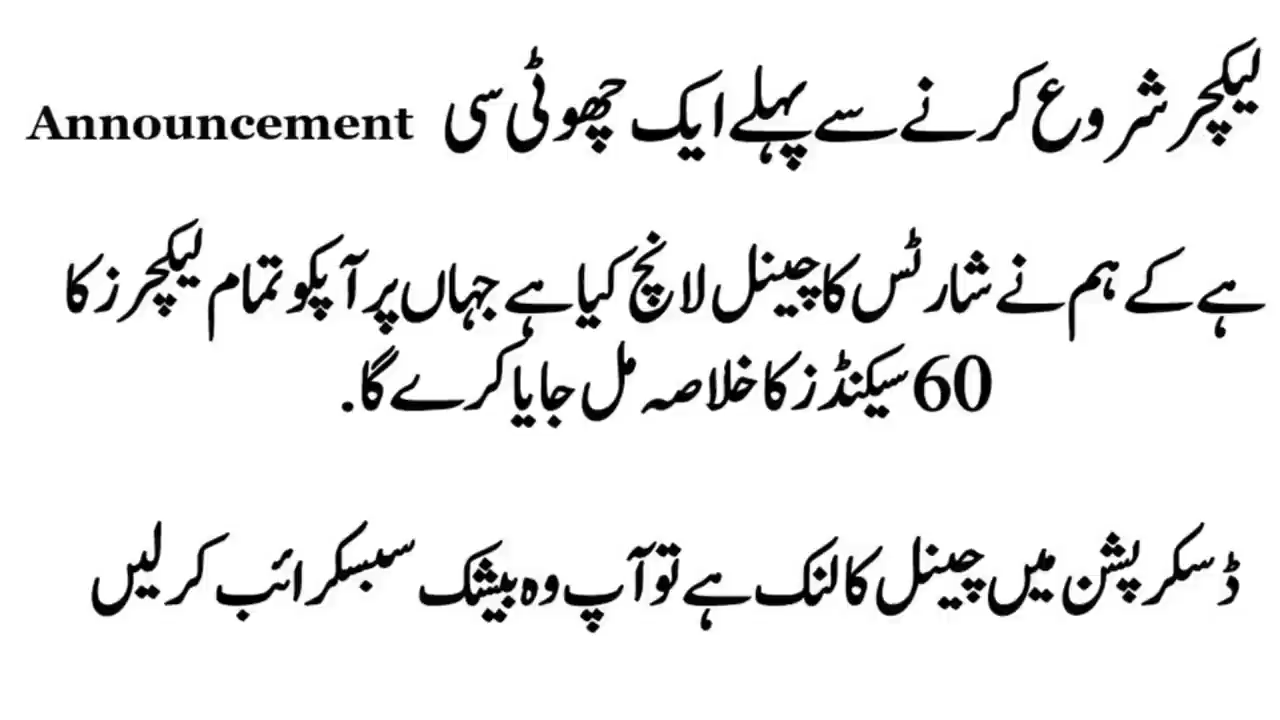 لیکچر شروع کرنے سے پہلے ایک چھوٹی سی Announcement
ہے کے ہم نے شارٹس کا چینل لانچ کیا ہے جہاں پر آپکو تمام لیکچرز کا
60 سیکنڈز کا خلاصہ مل جایا کرے گا.
ڈسکرپشن میں چینل کا لنک ہے تو آپ وہ بیشک سبسکرائب کرلیں